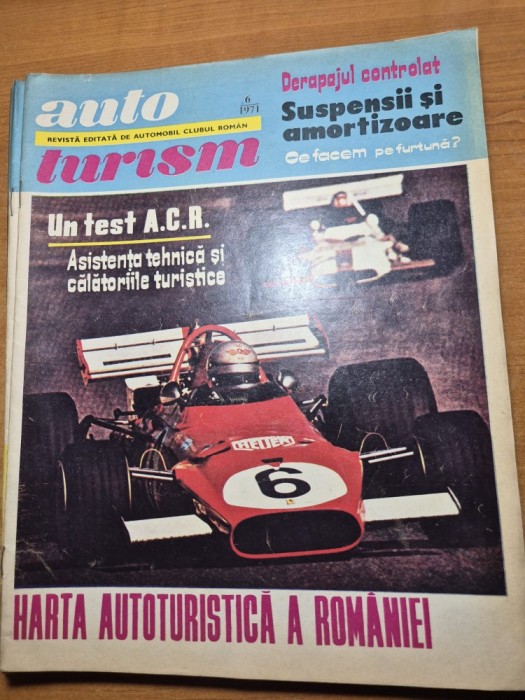 auto
REVISTĂ EDITATĂ DE AUTOMOBIL CLUBUL ROMÂN
turism
6
1971
Derapajul controlat
Suspensii și
amortizoare
Ce facem pe furtună?
Un test A.C.R.
Asistența tehnică și
călătoriile turistice
HEUER
6
HARTA AUTOTURISTICĂ A ROMÂNIEI